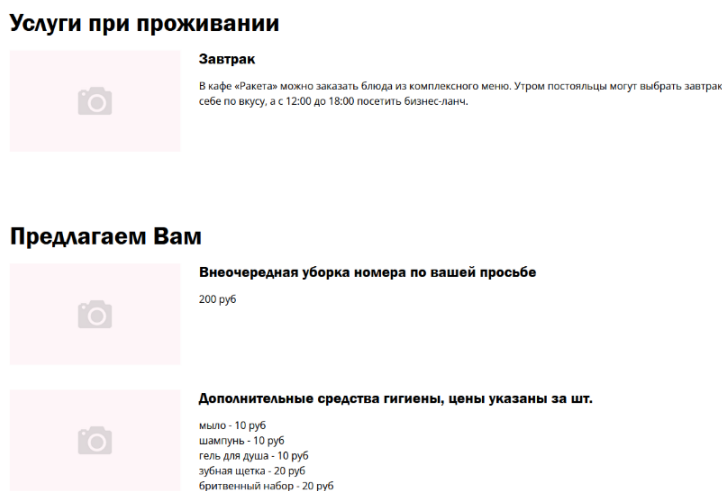 Услуги при проживании
Завтрак
В кафе «Ракета» можно заказать блюда из комплексного меню. Утром постояльцы могут выбрать завтрак
себе по вкусу, а с 12:00 до 18:00 посетить бизнес-ланч.
Предлагаем Вам
Внеочередная уборка номера по вашей просьбе
200 руб
Дополнительные средства гигиены, цены указаны за шт.
мыло - 10 руб
шампунь - 10 руб
гель для душа - 10 руб
зубная щетка - 20 руб
бритвенный набор - 20 руб